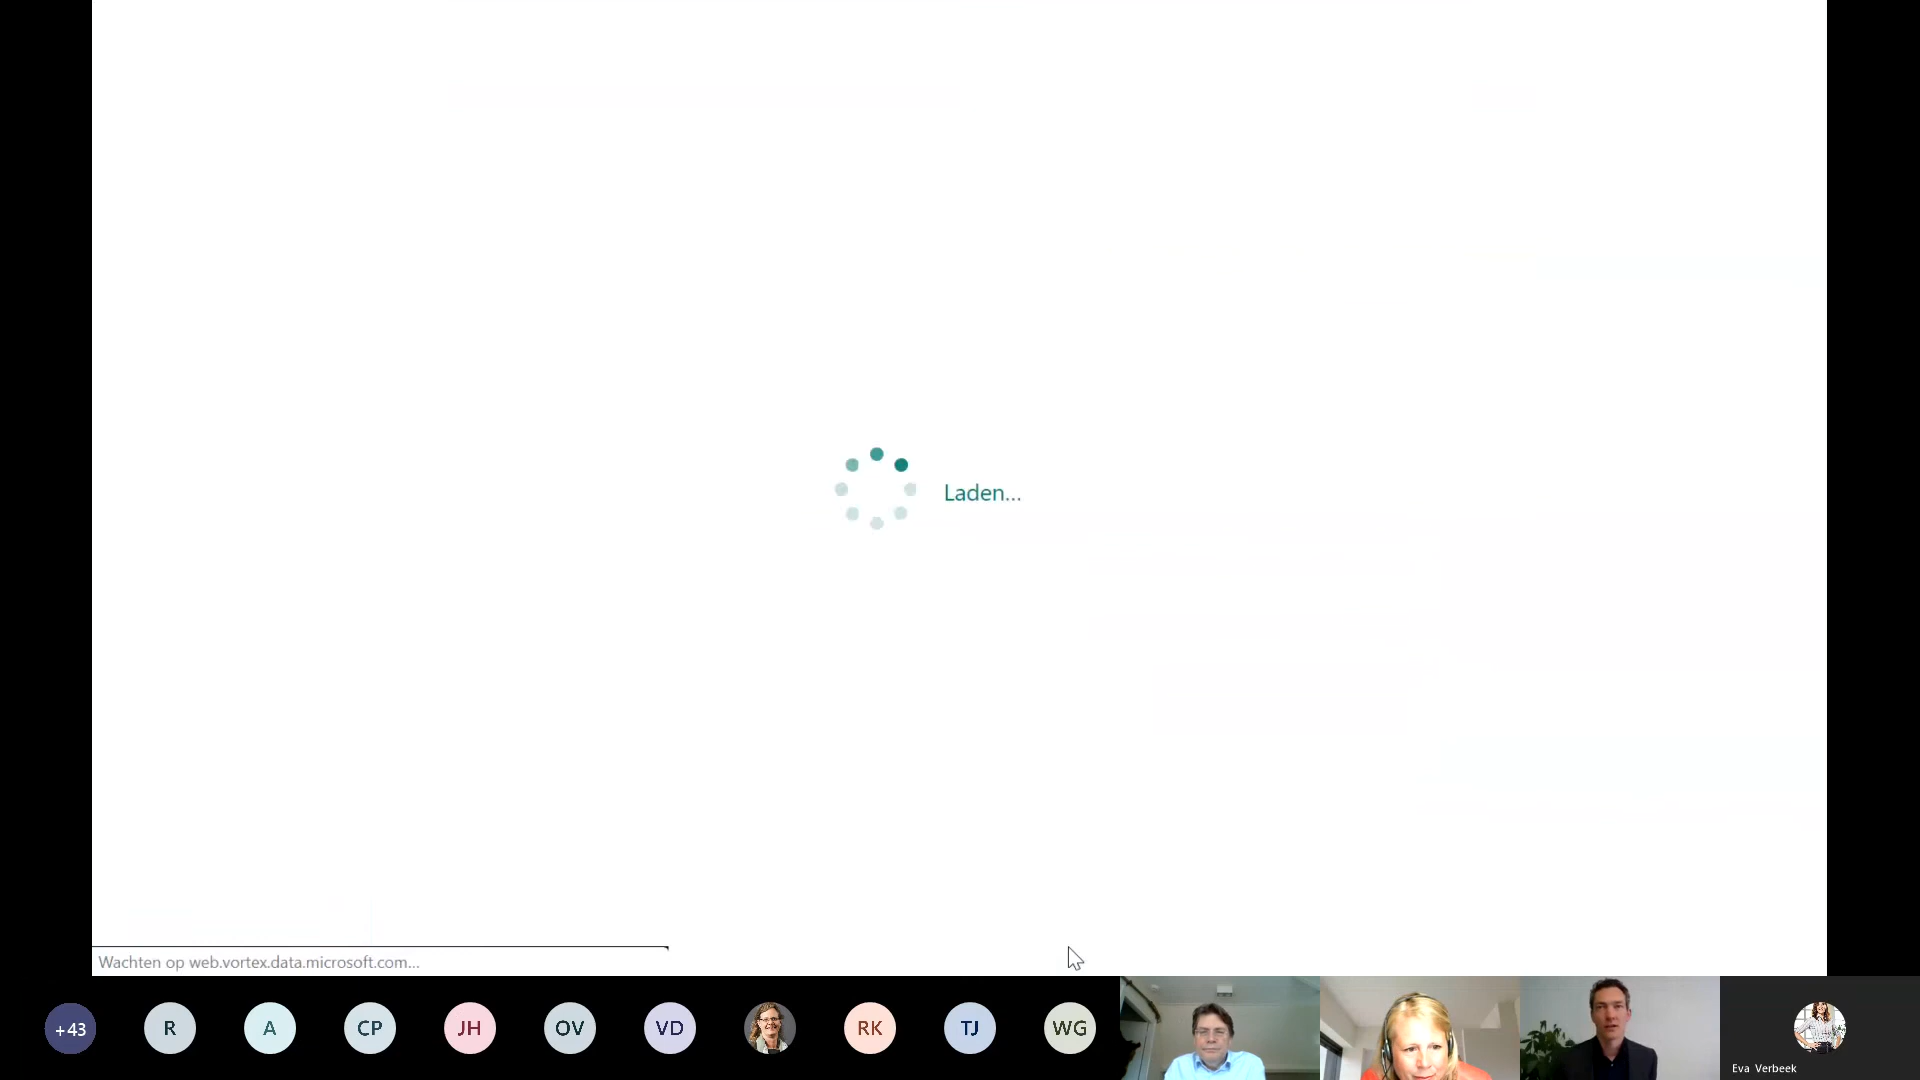 Laden...
Wachten op web.vortex.data.microsoft.com...
+43
R
A
CP
JH
OV
VD
RK
TJ
WG
Eva Verbeek